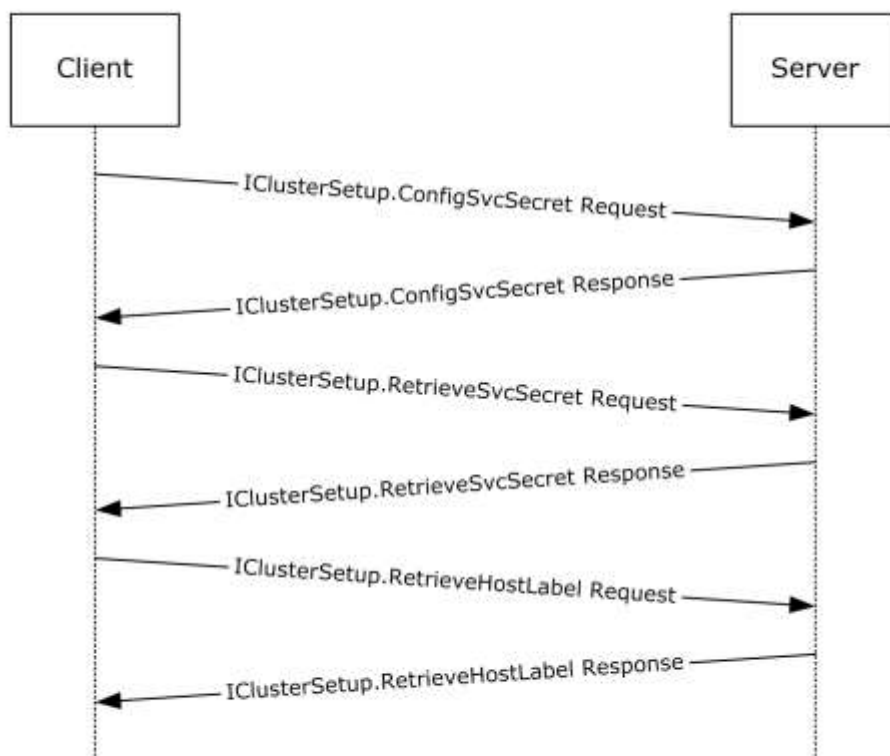 Client
Server
IClusterSetup.ConfigSvcSecret Request
IClusterSetup.ConfigSvcSecret Response
IClusterSetup.RetrieveSvcSecret Request
IClusterSetup.RetrieveSvcSecret Response
IClusterSetup.RetrieveHostLabel Request
IClusterSetup.RetrieveHostLabel Response